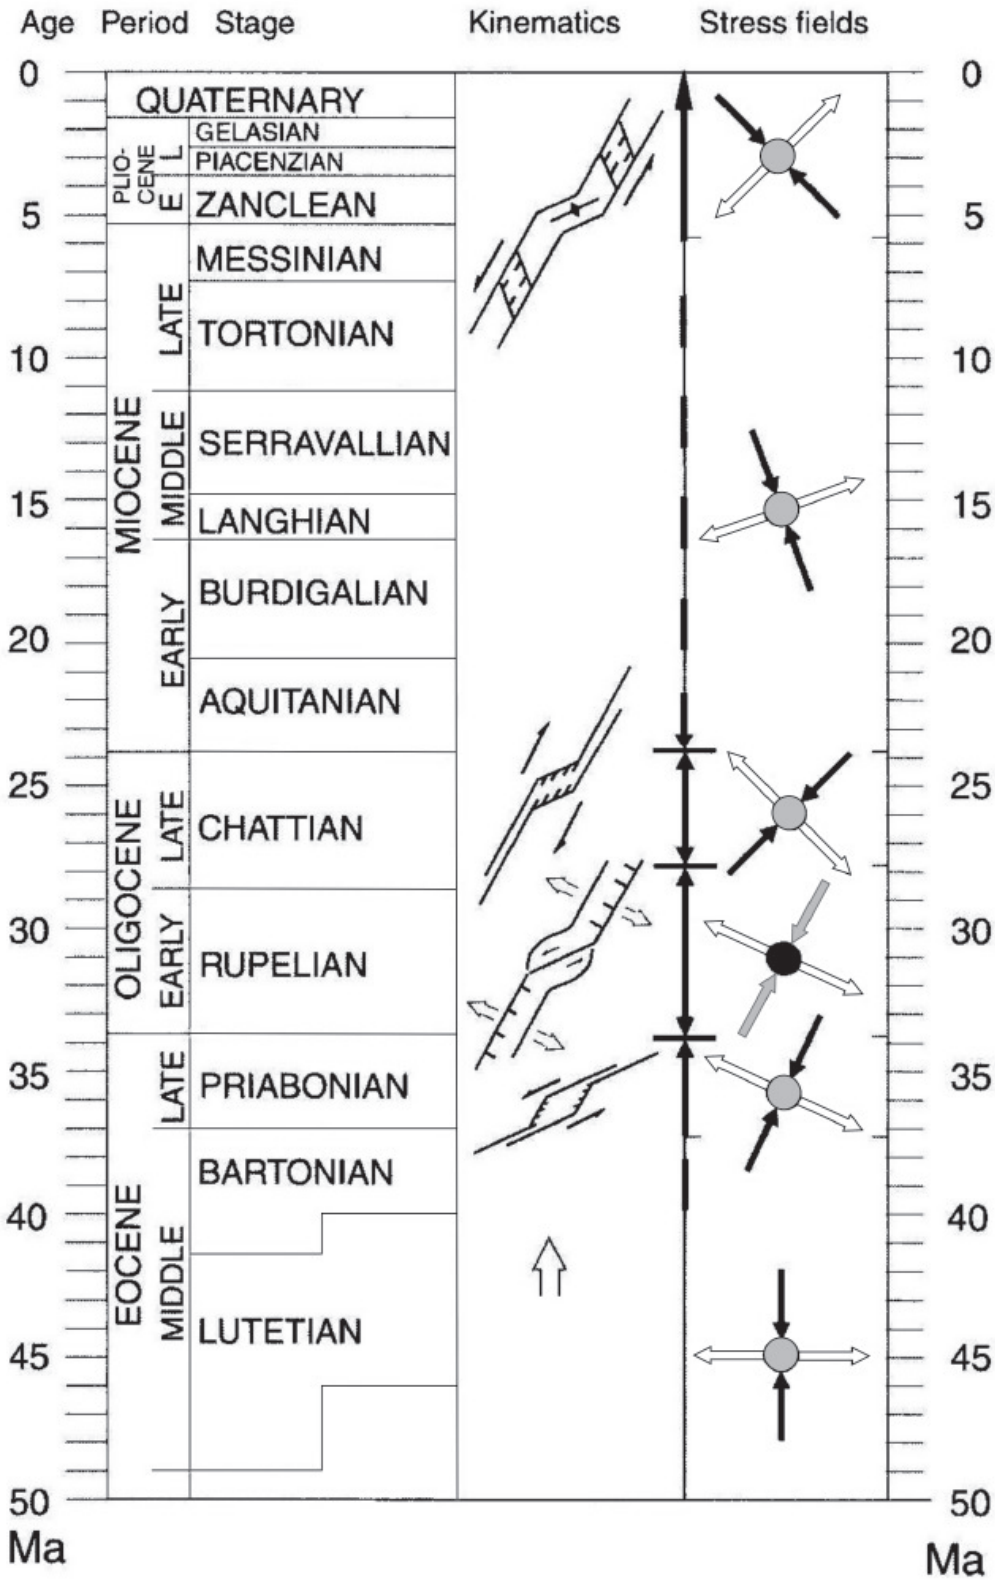 Age Period Stage Kinematics Stress fields
0 0
QUATERNARY
GELASIAN
PLIO-
CENE
L
PIACENZIAN
E
ZANCLEAN
5 5
MESSINIAN
LATE
TORTONIAN
10 10
MIOCENE
MIDDLE
SERRAVALLIAN
15 15
LANGHIAN
EARLY
BURDIGALIAN
20 20
AQUITANIAN
25 25
OLIGOCENE
LATE
CHATTIAN
30 30
EARLY
RUPELIAN
35 35
EOCENE
LATE
PRIABONIAN
BARTONIAN
40 40
MIDDLE
LUTETIAN
45 45
50 50
Ma Ma